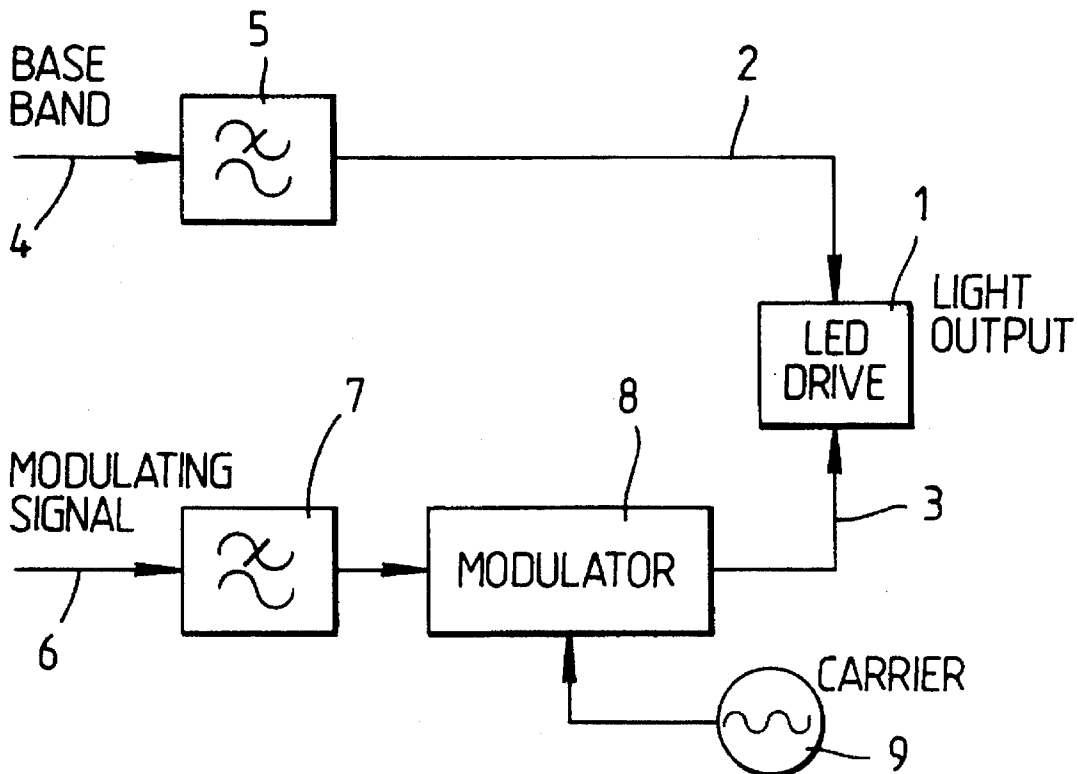 5
BASE
BAND
2
4
1
LIGHT
OUTPUT
LED
DRIVE
7
8
MODULATING
SIGNAL
3
MODULATOR
6
CARRIER
9